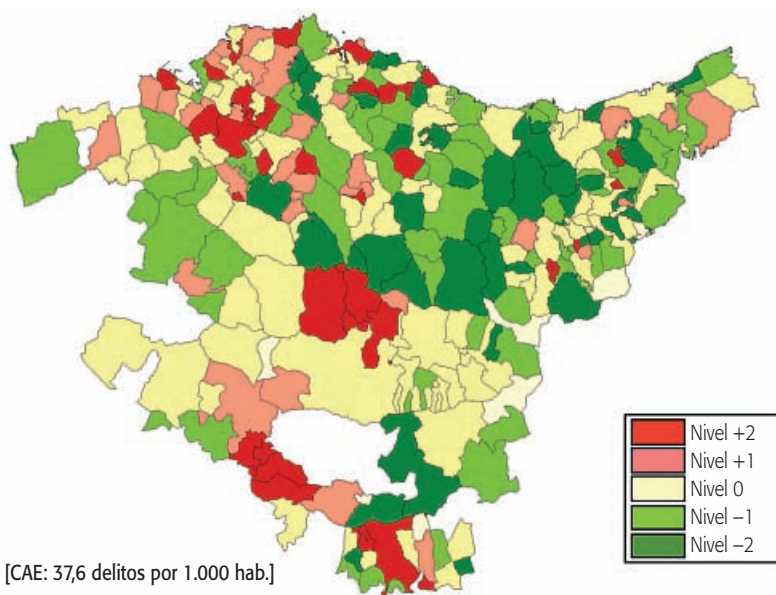 Nivel +2
Nivel +1
Nivel 0
Nivel −1
Nivel −2
[CAE: 37,6 delitos por 1.000 hab.]